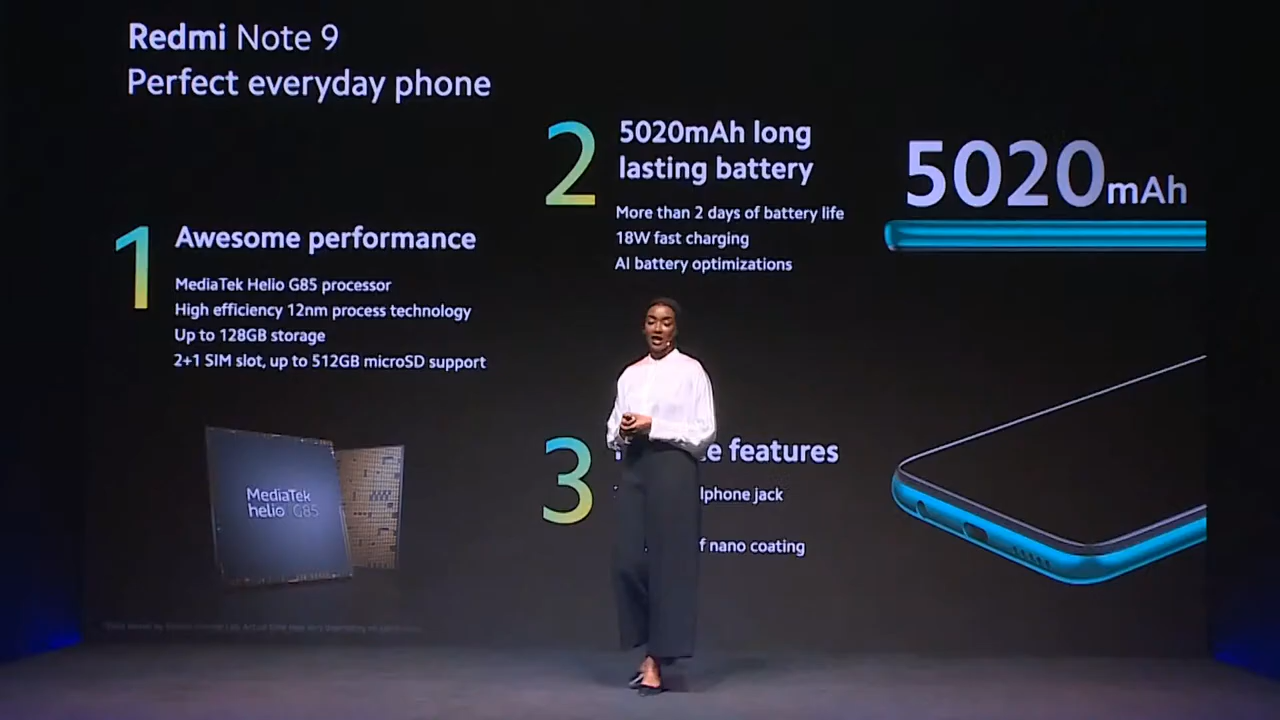 Redmi Note 9
Perfect everyday phone
1
Awesome performance
MediaTek Helio G85 processor
High efficiency 12nm process technology
Up to 128GB storage
2+1 SIM slot, up to 512GB microSD support
MediaTek
helio G85
2
5020mAh long
lasting battery
More than 2 days of battery life
18W fast charging
AI battery optimizations
5020mAh
3
features
jack
nano coating